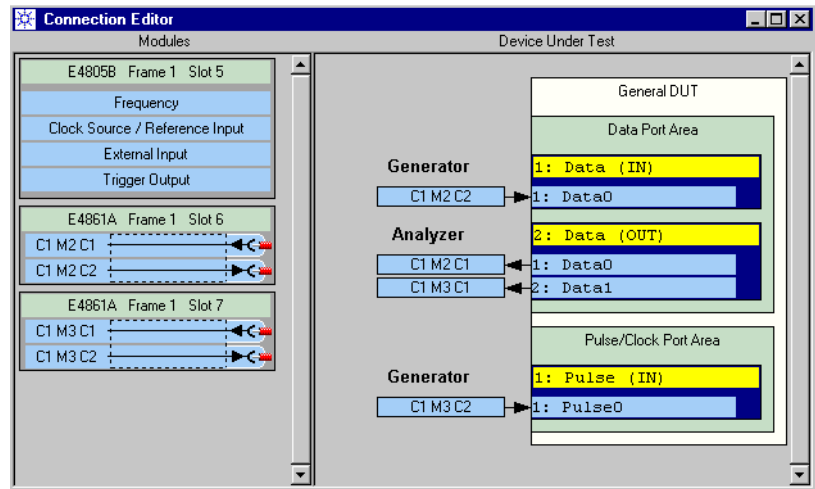 Connection Editor
Modules
Device Under Test
E4805B Frame 1 Slot 5
Frequency
Clock Source / Reference Input
External Input
Trigger Output
E4861A Frame 1 Slot 6
C1 M2 C1
C1 M2 C2
E4861A Frame 1 Slot 7
C1 M3 C1
C1 M3 C2
General DUT
Data Port Area
Generator
1: Data (IN)
C1 M2 C2
1: Data0
Analyzer
2: Data (OUT)
C1 M2 C1
1: Data0
C1 M3 C1
2: Data1
Pulse/Clock Port Area
Generator
1: Pulse (IN)
C1 M3 C2
1: Pulse0